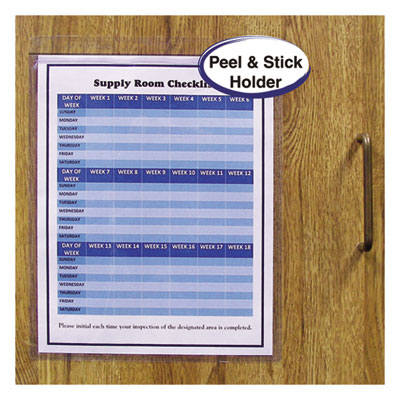 Peel & Stick
Holder
Supply Room Checkli
DAY OF WEEK WEEK 1 WEEK 2 WEEK 3 WEEK 4 WEEK 5 WEEK 6
SUNDAY
MONDAY
TUESDAY
WEDNESDAY
THURSDAY
FRIDAY
SATURDAY
DAY OF WEEK WEEK 7 WEEK 8 WEEK 9 WEEK 10 WEEK 11 WEEK 12
SUNDAY
MONDAY
TUESDAY
WEDNESDAY
THURSDAY
FRIDAY
SATURDAY
DAY OF WEEK WEEK 13 WEEK 14 WEEK 15 WEEK 16 WEEK 17 WEEK 18
SUNDAY
MONDAY
TUESDAY
WEDNESDAY
THURSDAY
FRIDAY
SATURDAY
Please initial each time your inspection of the designated area is completed.